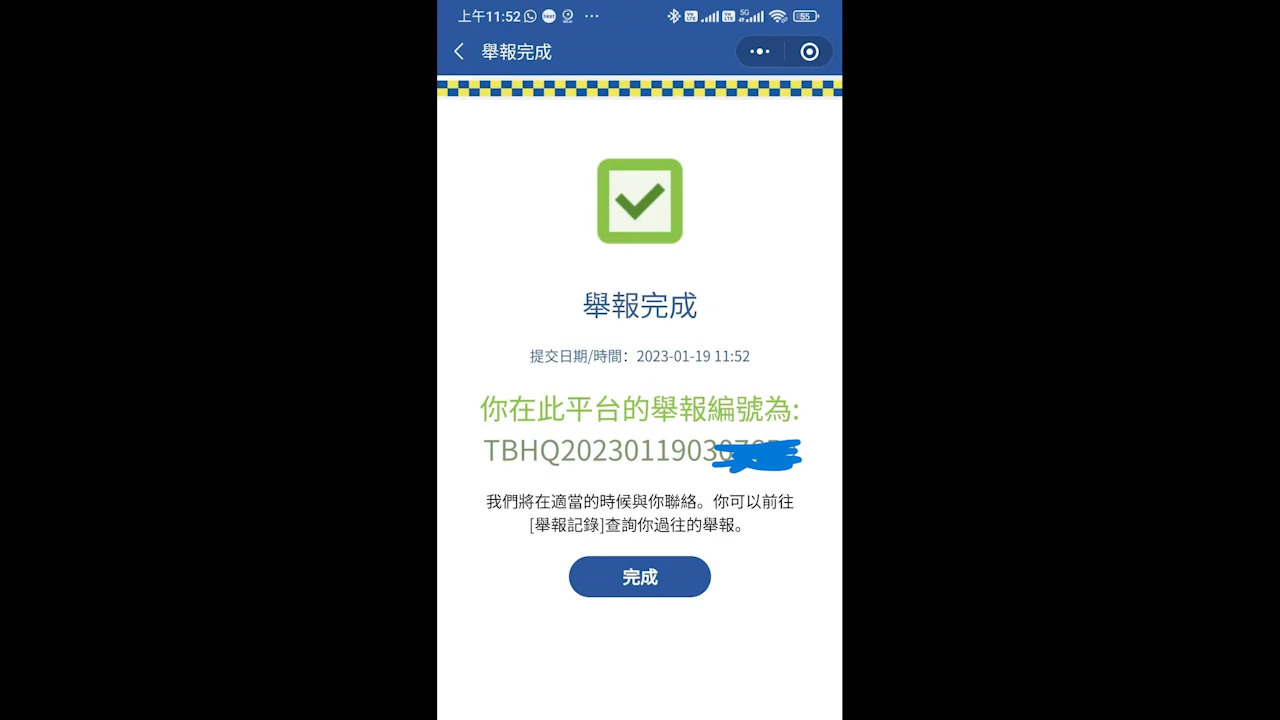 上午11:52
5G
55
舉報完成
舉報完成
提交日期/時間：2023-01-19 11:52
你在此平台的舉報編號為:
TBHQ2023011903
我們將在適當的時候與你聯絡。你可以前往
[舉報記錄]查詢你過往的舉報。
完成